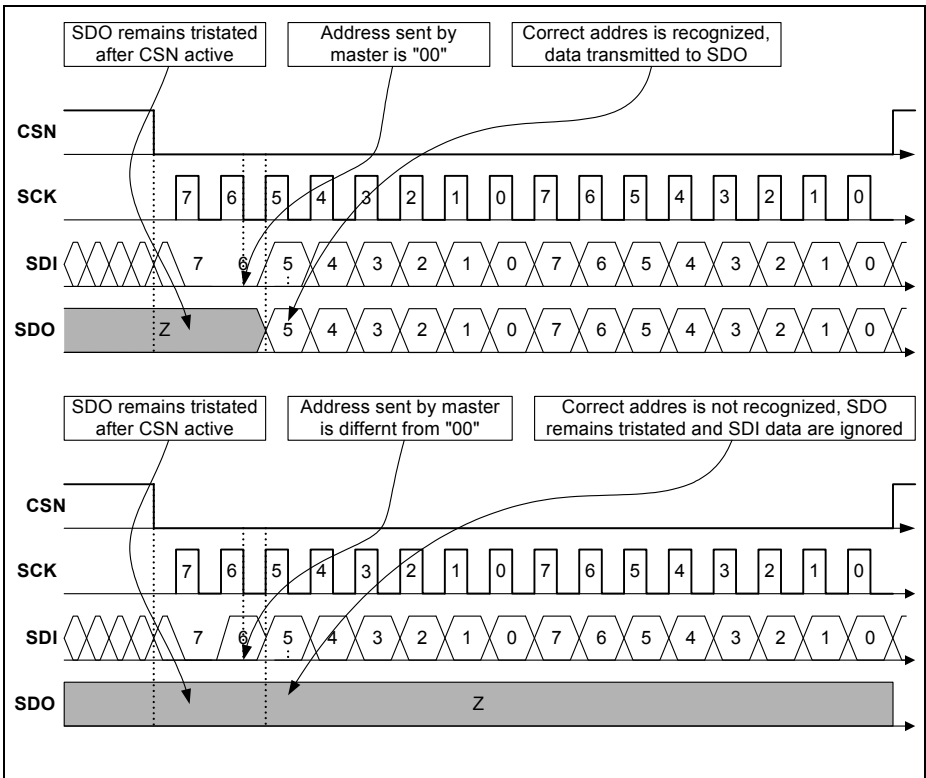 SDO remains tristated
after CSN active
Address sent by
master is "00"
Correct addres is recognized,
data transmitted to SDO
CSN
SCK 7 6 5 4 3 2 1 0 7 6 5 4 3 2 1 0
SDI 7 6 5 4 3 2 1 0 7 6 5 4 3 2 1 0
SDO Z 5 4 3 2 1 0 7 6 5 4 3 2 1 0
SDO remains tristated
after CSN active
Address sent by master
is differnt from "00"
Correct addres is not recognized, SDO
remains tristated and SDI data are ignored
CSN
SCK 7 6 5 4 3 2 1 0 7 6 5 4 3 2 1 0
SDI 7 6 5 4 3 2 1 0 7 6 5 4 3 2 1 0
SDO Z